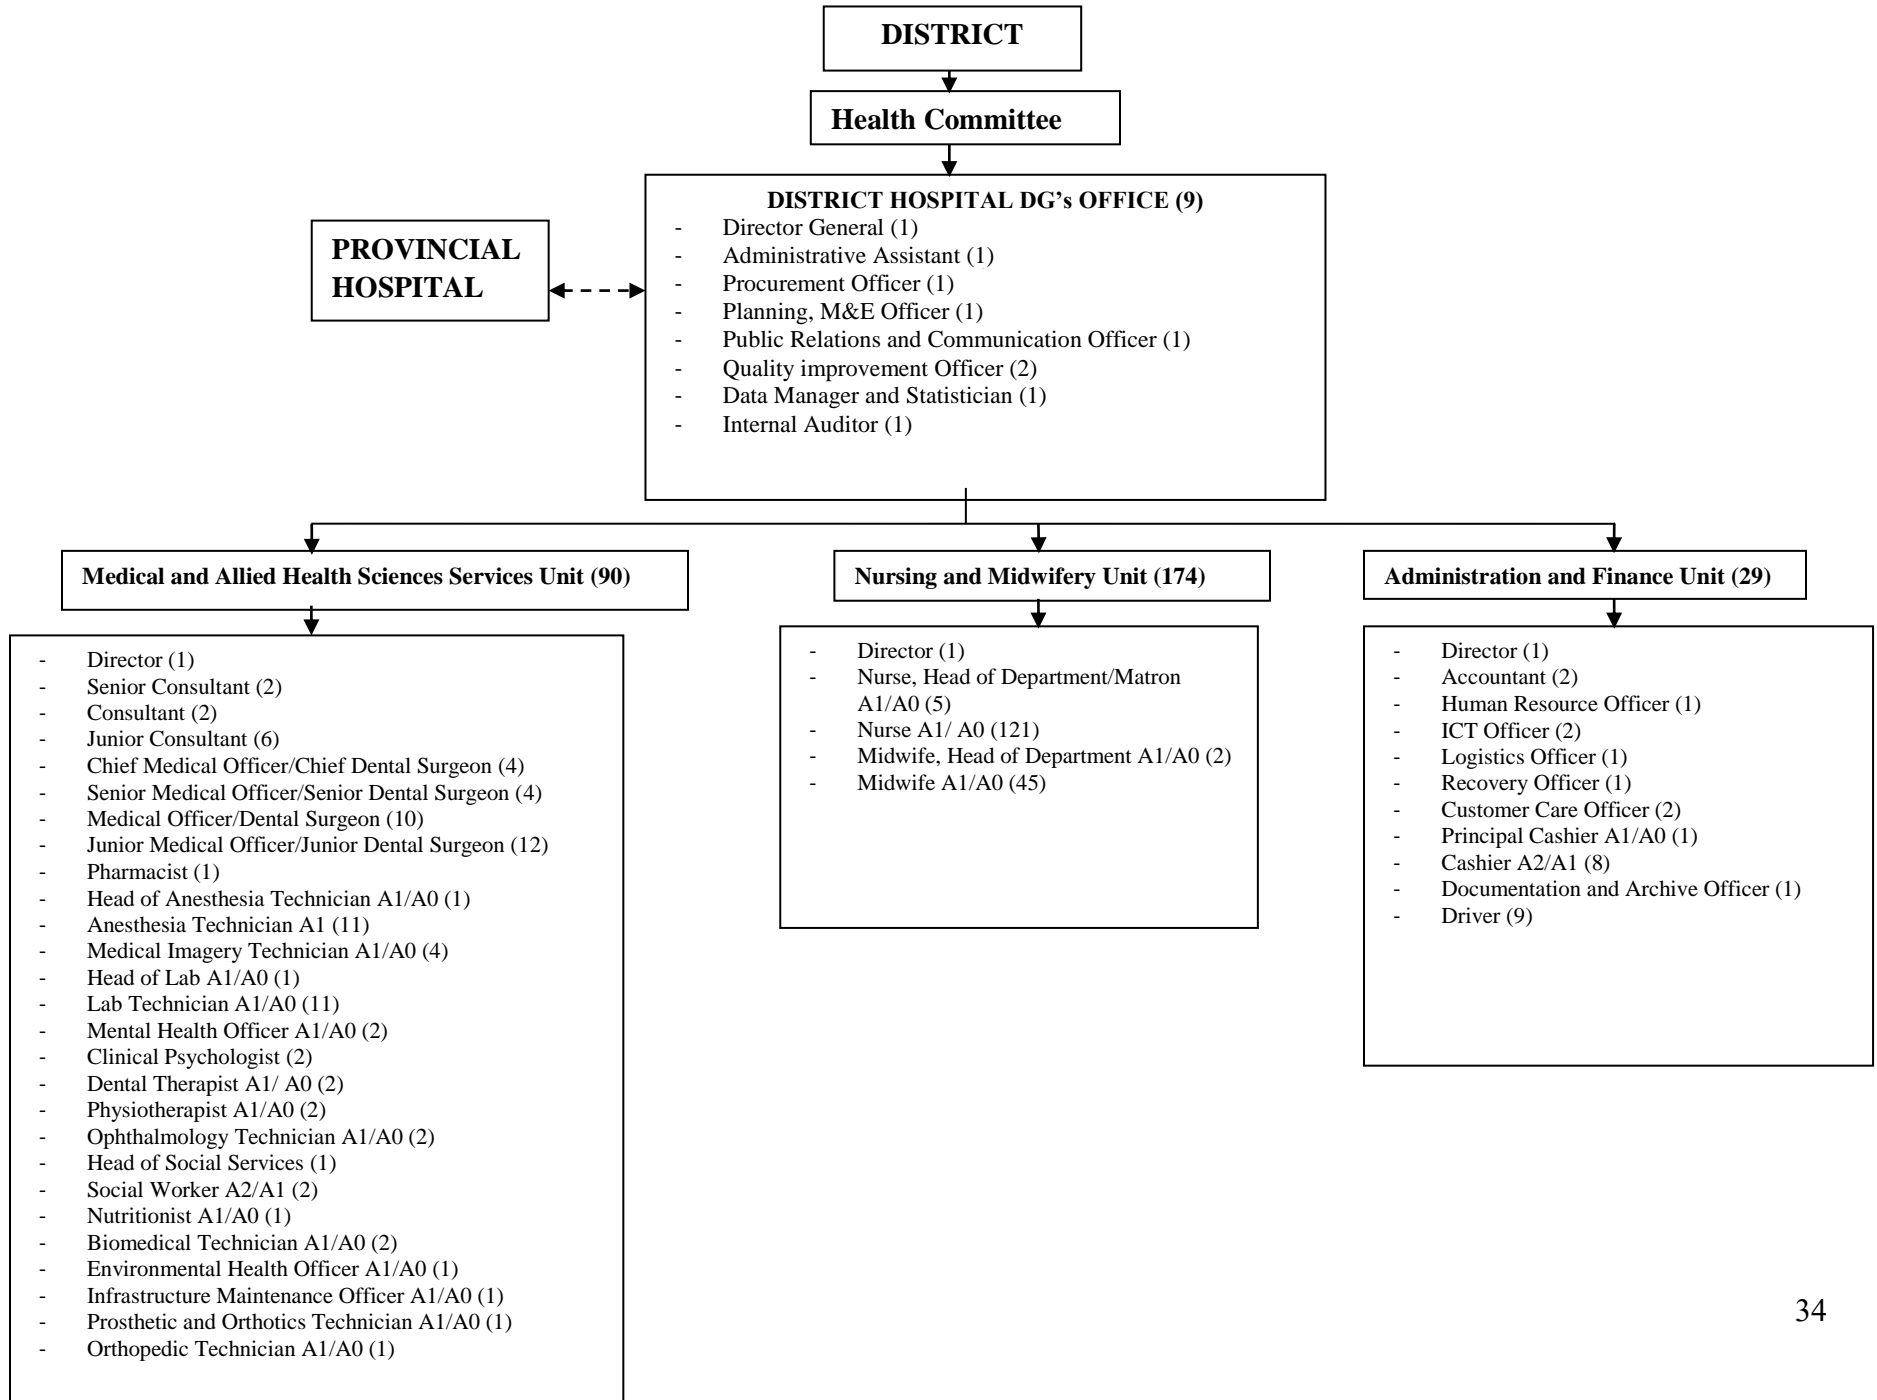 DISTRICT
Health Committee
DISTRICT HOSPITAL DG's OFFICE (9)
- Director General (1)
- Administrative Assistant (1)
- Procurement Officer (1)
- Planning, M&E Officer (1)
- Public Relations and Communication Officer (1)
- Quality improvement Officer (2)
- Data Manager and Statistician (1)
- Internal Auditor (1)
PROVINCIAL
HOSPITAL
Medical and Allied Health Sciences Services Unit (90)
- Director (1)
- Senior Consultant (2)
- Consultant (2)
- Junior Consultant (6)
- Chief Medical Officer/Chief Dental Surgeon (4)
- Senior Medical Officer/Senior Dental Surgeon (4)
- Medical Officer/Dental Surgeon (10)
- Junior Medical Officer/Junior Dental Surgeon (12)
- Pharmacist (1)
- Head of Anesthesia Technician A1/A0 (1)
- Anesthesia Technician A1 (11)
- Medical Imagery Technician A1/A0 (4)
- Head of Lab A1/A0 (1)
- Lab Technician A1/A0 (11)
- Mental Health Officer A1/A0 (2)
- Clinical Psychologist (2)
- Dental Therapist A1/ A0 (2)
- Physiotherapist A1/A0 (2)
- Ophthalmology Technician A1/A0 (2)
- Head of Social Services (1)
- Social Worker A2/A1 (2)
- Nutritionist A1/A0 (1)
- Biomedical Technician A1/A0 (2)
- Environmental Health Officer A1/A0 (1)
- Infrastructure Maintenance Officer A1/A0 (1)
- Prosthetic and Orthotics Technician A1/A0 (1)
- Orthopedic Technician A1/A0 (1)
Nursing and Midwifery Unit (174)
- Director (1)
- Nurse, Head of Department/Matron
A1/A0 (5)
- Nurse A1/ A0 (121)
- Midwife, Head of Department A1/A0 (2)
- Midwife A1/A0 (45)
Administration and Finance Unit (29)
- Director (1)
- Accountant (2)
- Human Resource Officer (1)
- ICT Officer (2)
- Logistics Officer (1)
- Recovery Officer (1)
- Customer Care Officer (2)
- Principal Cashier A1/A0 (1)
- Cashier A2/A1 (8)
- Documentation and Archive Officer (1)
- Driver (9)
34